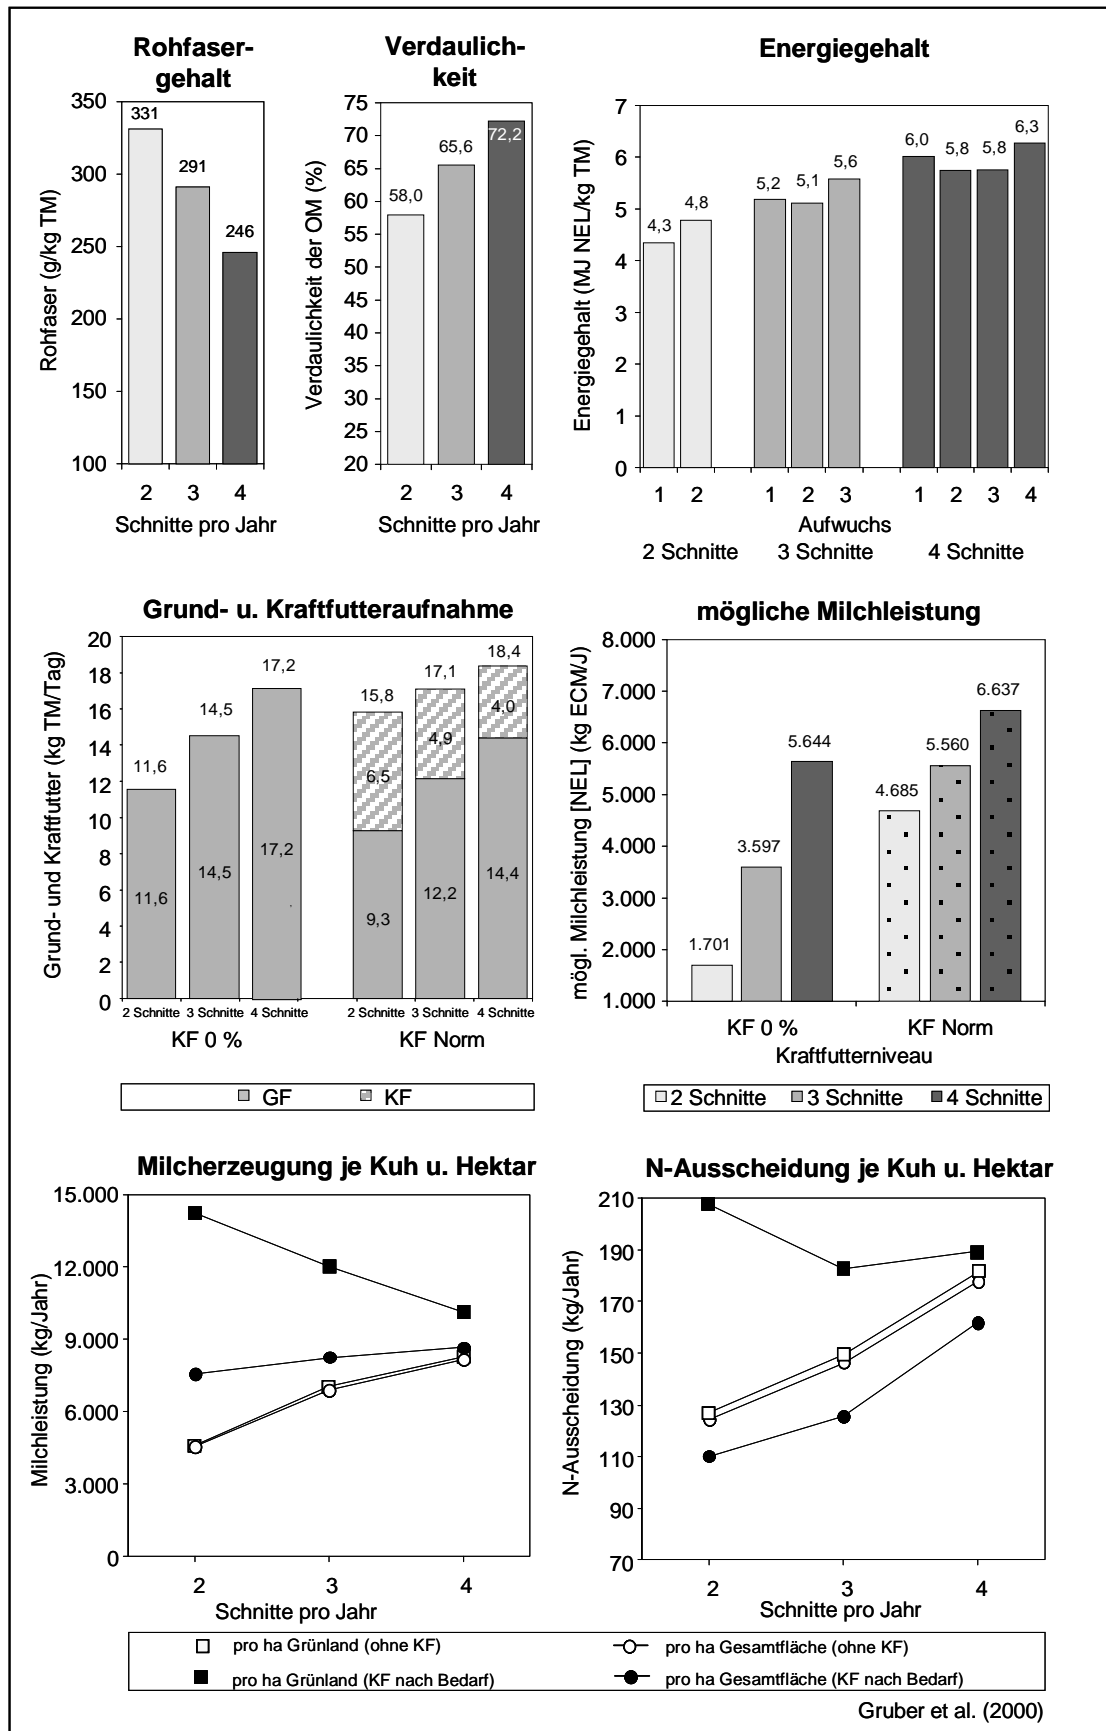 Rohfaser-
gehalt
350
300
250
200
150
100
Rohfaser (g/kg TM)
331
291
246
2 3 4
Schnitte pro Jahr
Verdaulich-
keit
75
70
65
60
55
50
45
40
35
30
25
20
Verdaulichkeit der OM (%)
58,0
65,6
72,2
2 3 4
Schnitte pro Jahr
Energiegehalt
7
6
5
4
3
2
1
0
Energiegehalt (MJ NEL/kg TM)
4,3
4,8
5,2
5,1
5,6
6,0
5,8
5,8
6,3
1 2 1 2 3 1 2 3 4
Aufwuchs
2 Schnitte 3 Schnitte 4 Schnitte
Grund- u. Kraftfutteraufnahme
20
18
16
14
12
10
8
6
4
2
0
Grund- und Kraftfutter (kg TM/Tag)
11,6
14,5
17,2
15,8
17,1
18,4
6,5
4,9
4,0
11,6
14,5
17,2
9,3
12,2
14,4
2 Schnitte 3 Schnitte 4 Schnitte 2 Schnitte 3 Schnitte 4 Schnitte
KF 0 % KF Norm
GF KF
mögliche Milchleistung
8.000
7.000
6.000
5.000
4.000
3.000
2.000
1.000
mögl. Milchleistung [NEL] (kg ECM/J)
1.701
3.597
5.644
4.685
5.560
6.637
KF 0 % KF Norm
Kraftfutterniveau
2 Schnitte 3 Schnitte 4 Schnitte
Milcherzeugung je Kuh u. Hektar
15.000
12.000
9.000
6.000
3.000
0
Milchleistung (kg/Jahr)
2 3 4
Schnitte pro Jahr
N-Ausscheidung je Kuh u. Hektar
210
190
170
150
130
110
90
70
N-Ausscheidung (kg/Jahr)
2 3 4
Schnitte pro Jahr
pro ha Grünland (ohne KF) pro ha Gesamtfläche (ohne KF)
pro ha Grünland (KF nach Bedarf) pro ha Gesamtfläche (KF nach Bedarf)
Gruber et al. (2000)